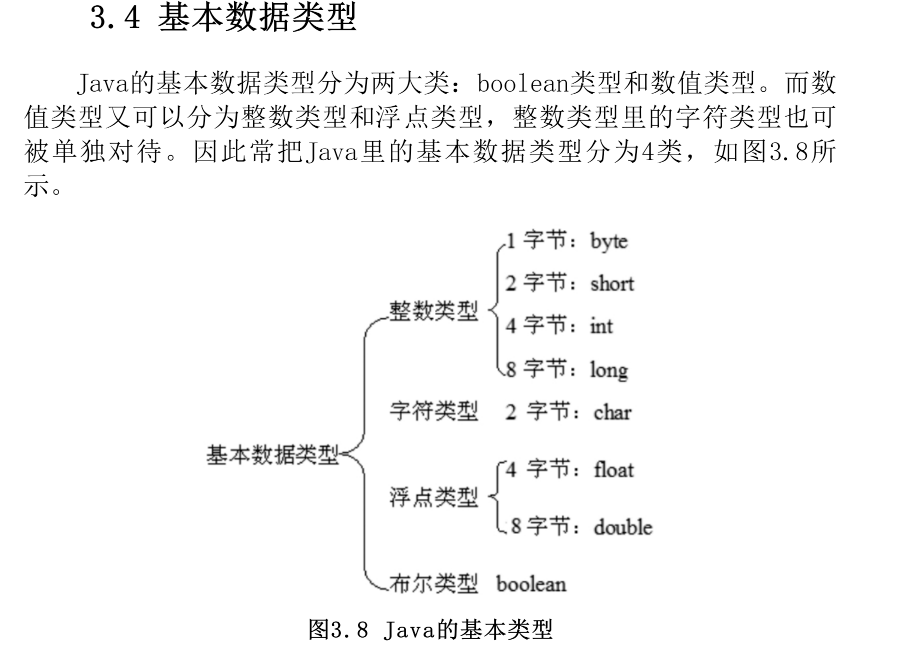 3.4 基本数据类型
Java的基本数据类型分为两大类：boolean类型和数值类型。而数
值类型又可以分为整数类型和浮点类型，整数类型里的字符类型也可
被单独对待。因此常把Java里的基本数据类型分为4类，如图3.8所
示。
1 字节：byte
2 字节：short
整数类型
4 字节：int
8 字节：long
字符类型 2 字节：char
基本数据类型
4 字节：float
浮点类型
8 字节：double
布尔类型 boolean
图3.8 Java的基本类型